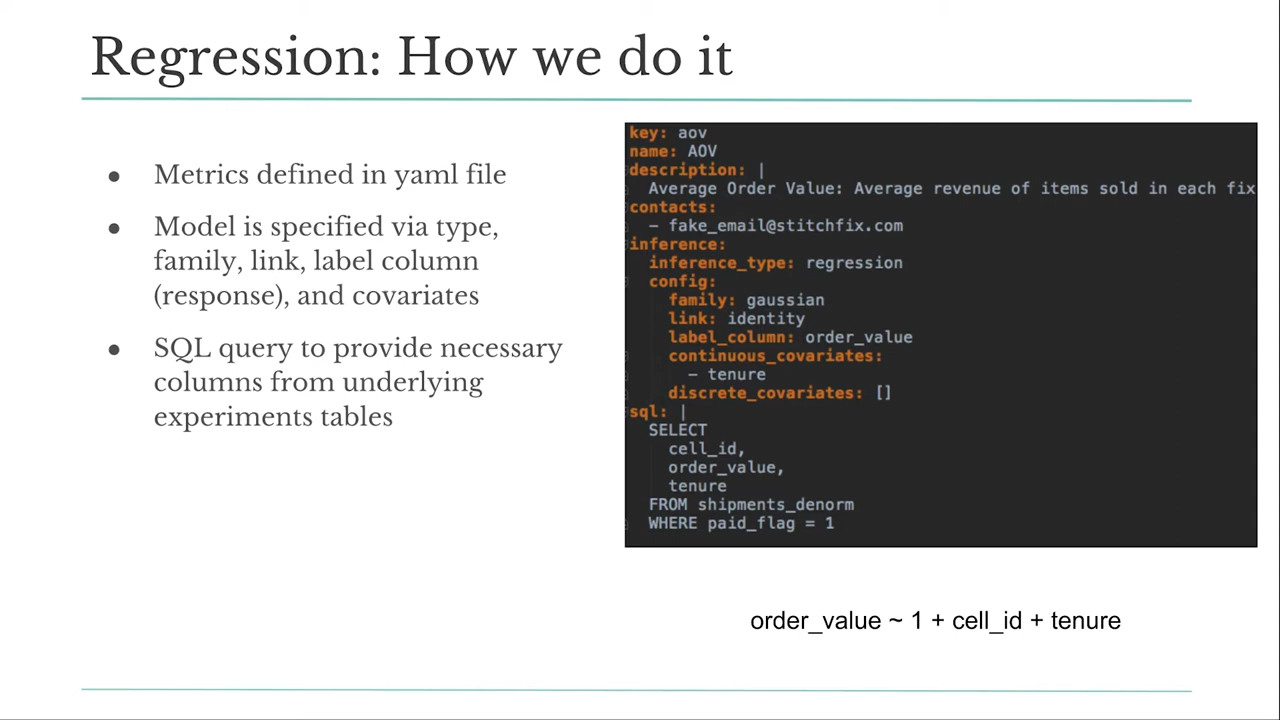 Regression: How we do it
● Metrics defined in yaml file
● Model is specified via type,
family, link, label column
(response), and covariates
● SQL query to provide necessary
columns from underlying
experiments tables
key: aov
name: AOV
description: |
  Average Order Value: Average revenue of items sold in each fix
contacts:
  - fake_email@stitchfix.com
inference:
  inference_type: regression
  config:
    family: gaussian
    link: identity
    label_column: order_value
    continuous_covariates:
      - tenure
    discrete_covariates: []
sql: |
  SELECT
    cell_id,
    order_value,
    tenure
  FROM shipments_denorm
  WHERE paid_flag = 1
order_value ~ 1 + cell_id + tenure